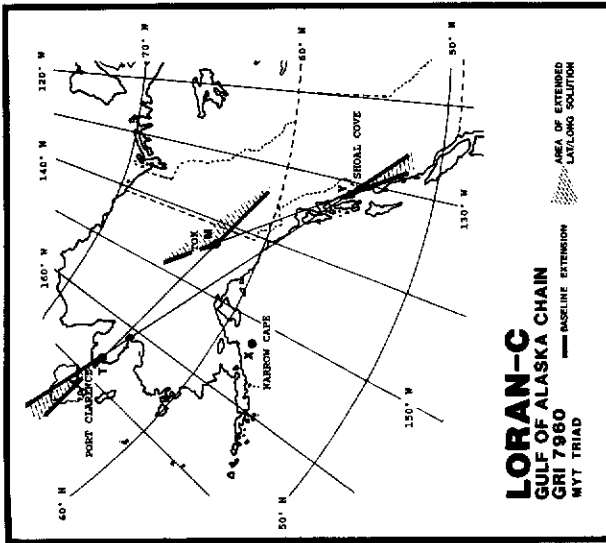 120° W
140° W
160° W
70° N
60° N
50° N
PORT CLARENCE
T
TOK
M
SHOAL COVE
Y
X
NARROW CAPE
60° N
50° N
150° W
130° W
LORAN-C
GULF OF ALASKA CHAIN
GRI 7960
MYT TRIAD
BASELINE EXTENSION
AREA OF EXTENDED
LAT/LONG SOLUTION